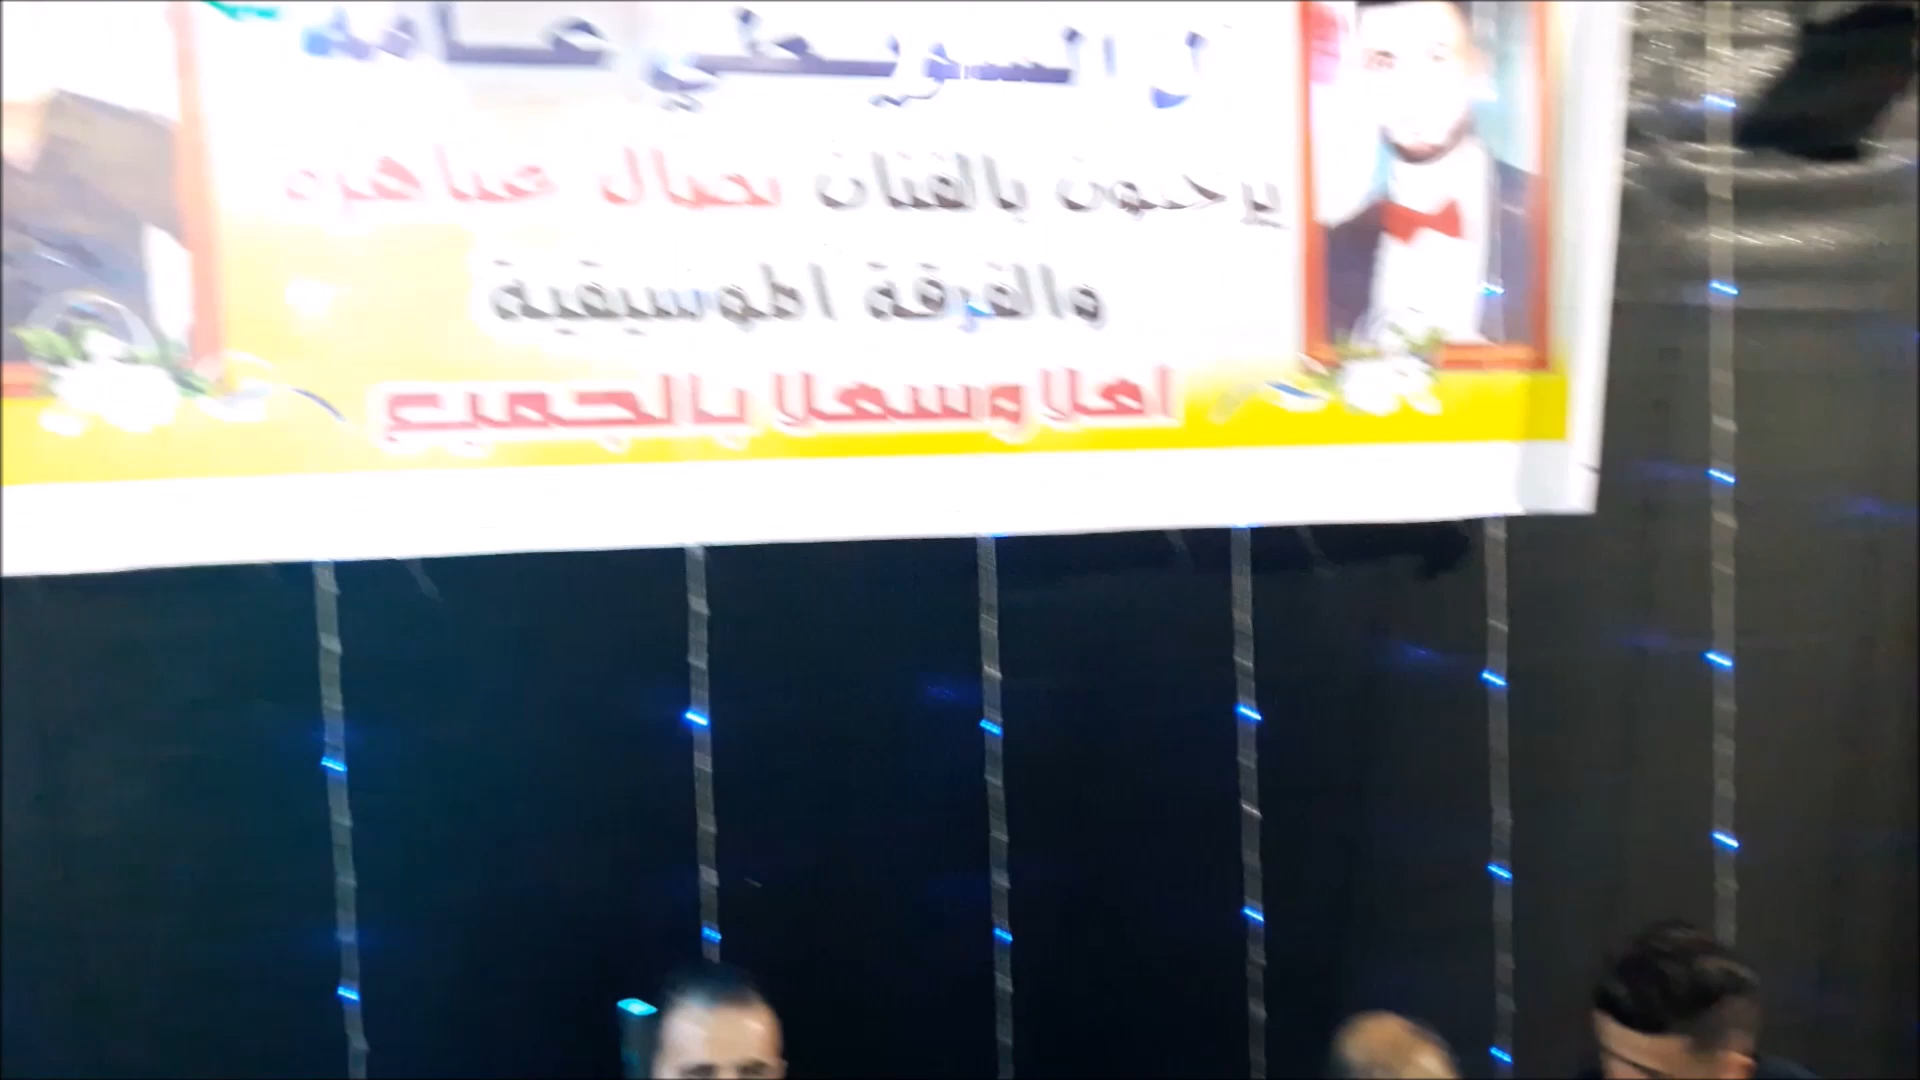 ل السويطي عامة
يرحبون بالفنان
والفرقة الموسيقية
اهلا وسهلا بالجميع